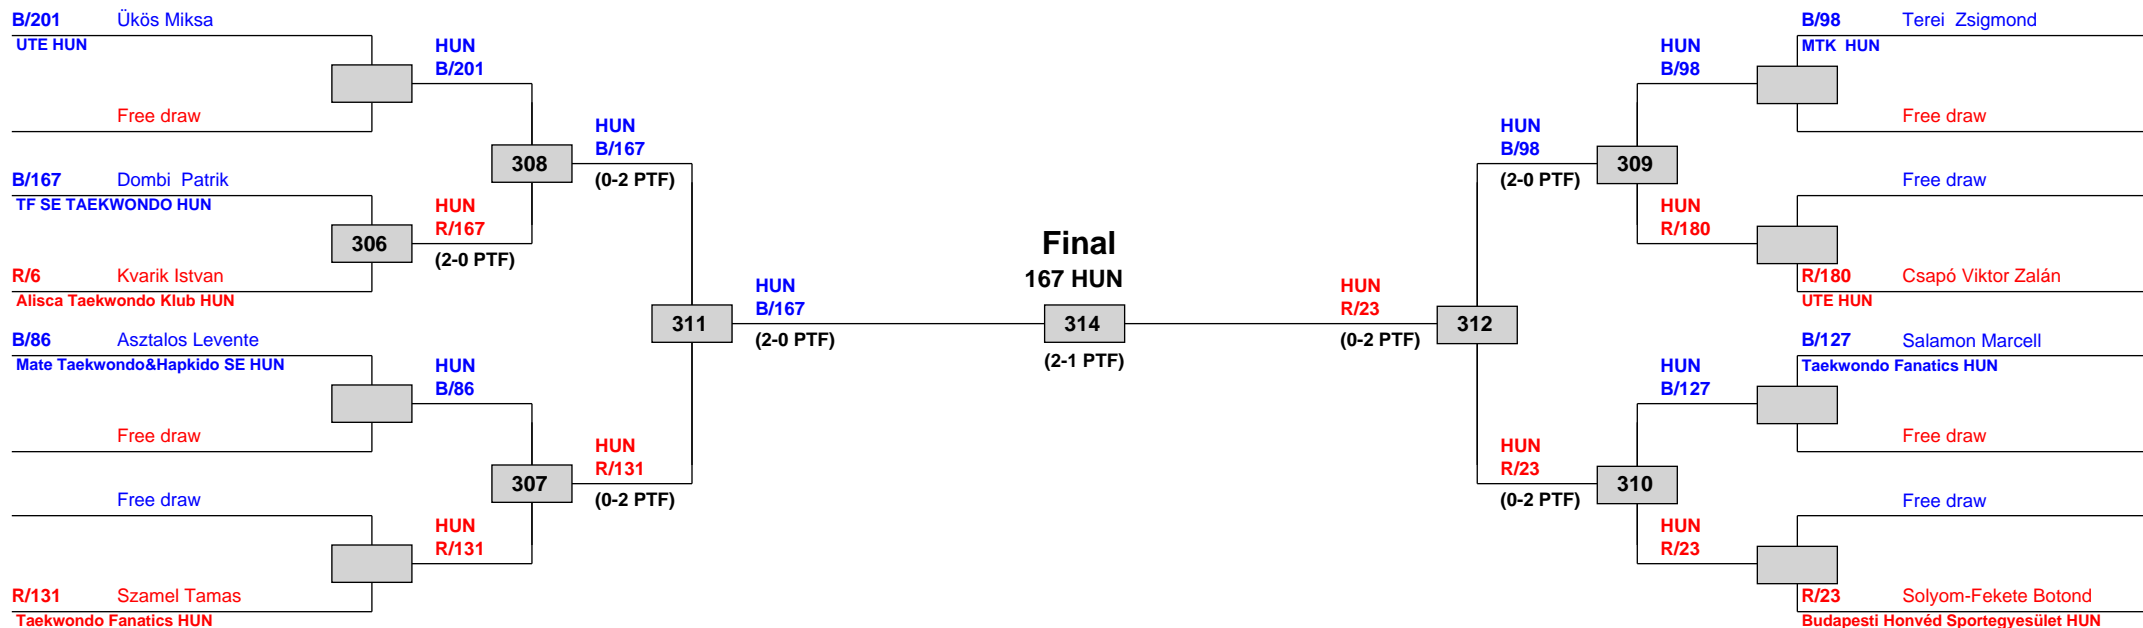 B/201 Ükös Miksa
UTE HUN
HUN
B/201
Free draw
HUN
B/167
308
(0-2 PTF)
B/167 Dombi Patrik
TF SE TAEKWONDO HUN
HUN
R/167
306
(2-0 PTF)
R/6 Kvarik Istvan
Alisca Taekwondo Klub HUN
HUN
B/167
311
(2-0 PTF)
B/86 Asztalos Levente
Mate Taekwondo&Hapkido SE HUN
HUN
B/86
Free draw
HUN
R/131
307
(0-2 PTF)
Free draw
HUN
R/131
R/131 Szamel Tamas
Taekwondo Fanatics HUN
Final
167 HUN
314
(2-1 PTF)
B/98 Terei Zsigmond
MTK HUN
HUN
B/98
Free draw
HUN
B/98
309
(2-0 PTF)
Free draw
HUN
R/180
R/180 Csapó Viktor Zalán
UTE HUN
HUN
R/23
312
(0-2 PTF)
B/127 Salamon Marcell
Taekwondo Fanatics HUN
HUN
B/127
Free draw
HUN
R/23
310
(0-2 PTF)
Free draw
HUN
R/23
R/23 Solyom-Fekete Botond
Budapesti Honvéd Sportegyesület HUN